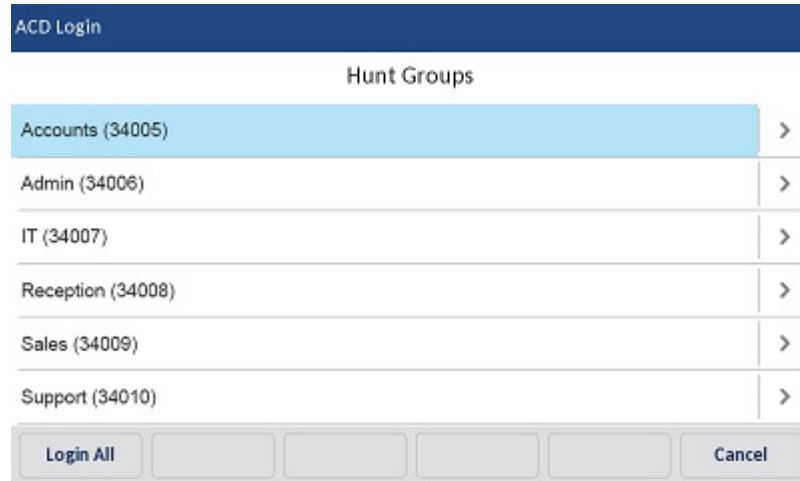 ACD Login
Hunt Groups
Accounts (34005)
Admin (34006)
IT (34007)
Reception (34008)
Sales (34009)
Support (34010)
Login All Cancel